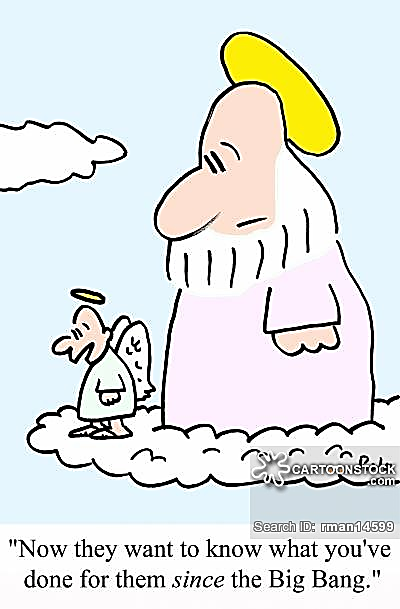 CARTOONSTOCK
.com
Search ID: rman14599
"Now they want to know what you've
done for them since the Big Bang."